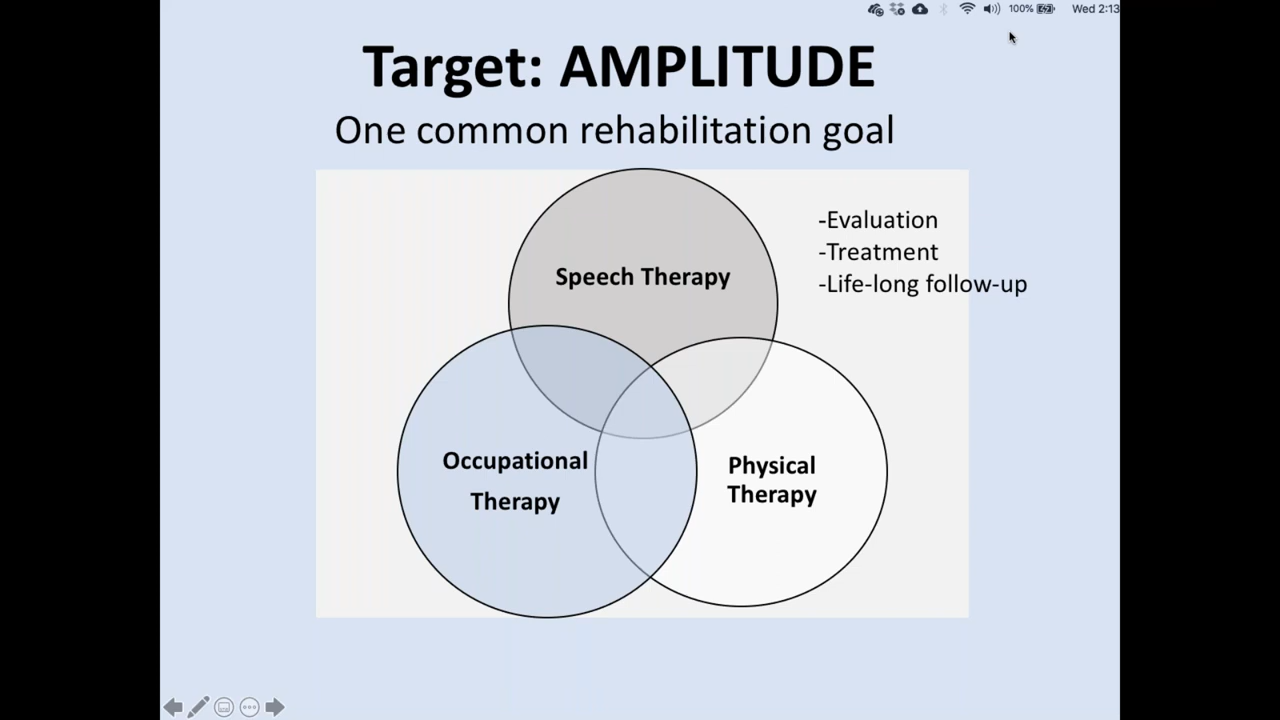 100%
Wed 2:13
Target: AMPLITUDE
One common rehabilitation goal
-Evaluation
-Treatment
-Life-long follow-up
Speech Therapy
Occupational
Therapy
Physical
Therapy